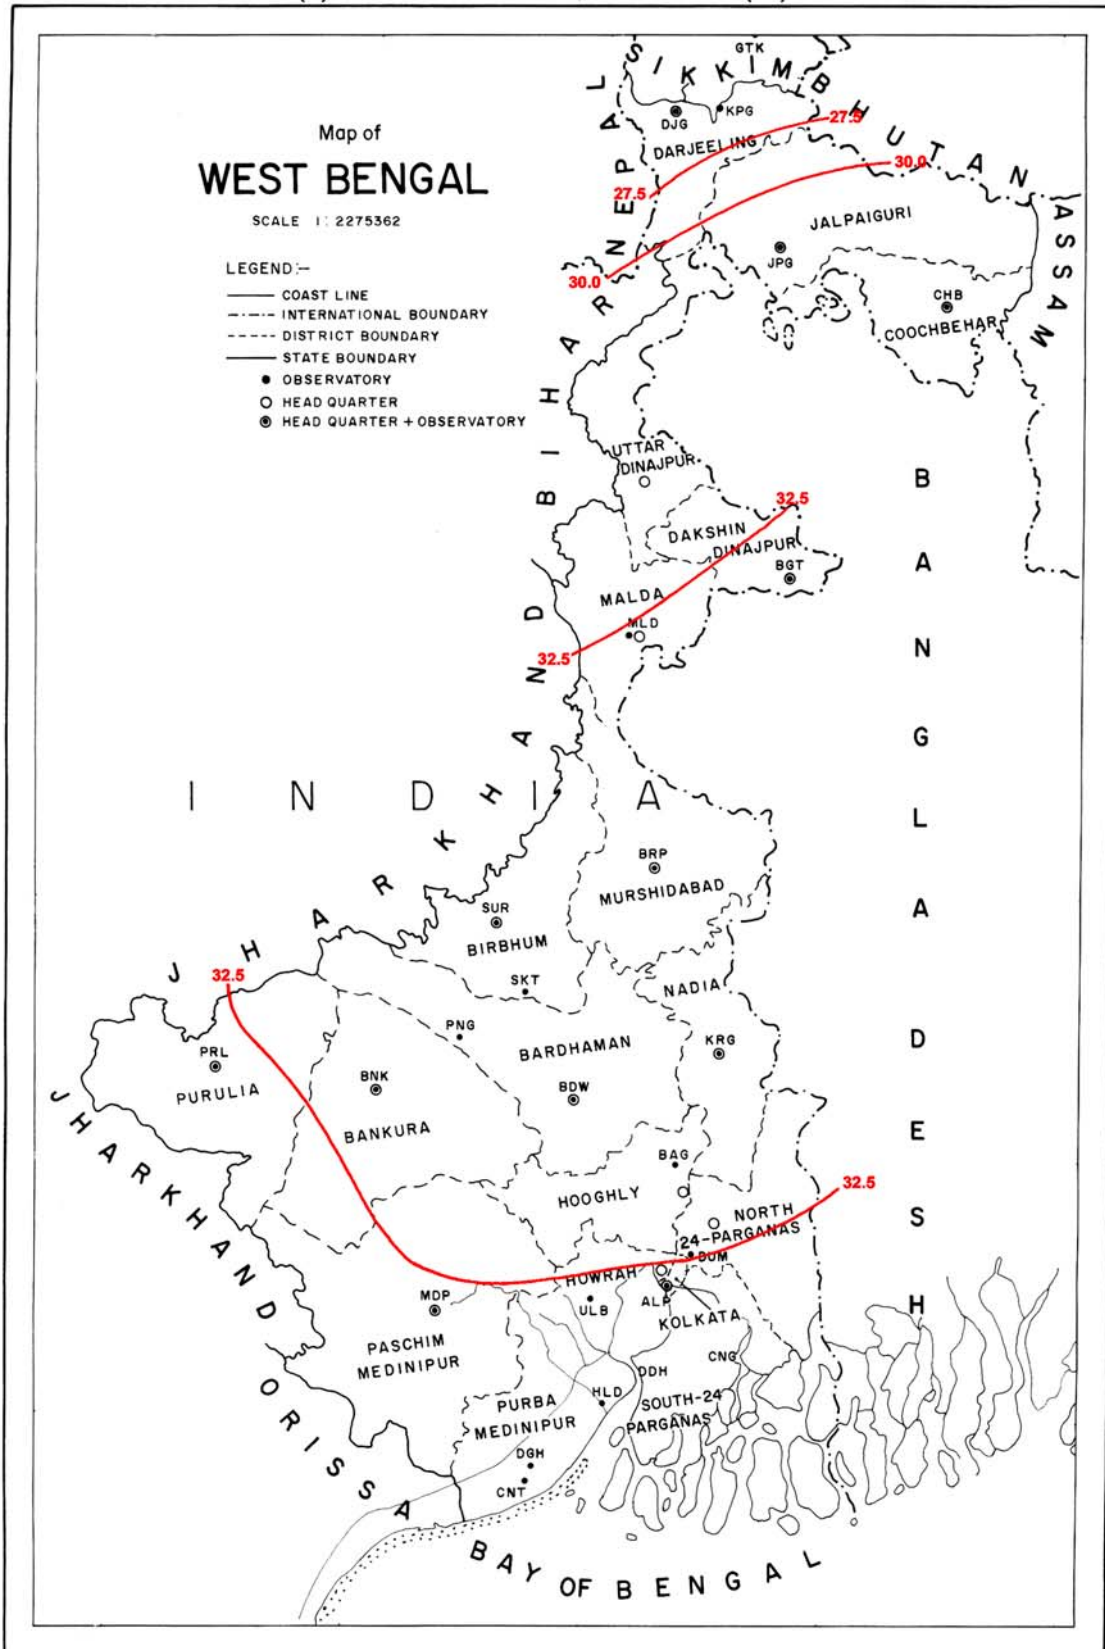 Map of
WEST BENGAL
SCALE 1: 2275362
LEGEND:-
COAST LINE
INTERNATIONAL BOUNDARY
DISTRICT BOUNDARY
STATE BOUNDARY
OBSERVATORY
HEAD QUARTER
HEAD QUARTER + OBSERVATORY
GTK
SIKKIM
BHUTAN
NEPAL
DJG
KPG
27.5
DARJEELING
27.5
30.0
30.0
JALPAIGURI
JPG
ASSAM
CHB
COOCHBEHAR
BIHAR
UTTAR
DINAJPUR
32.5
DAKSHIN
DINAJPUR
BGT
MALDA
MLD
32.5
BANGLADESH
INDIA
JHARKHAND
BRP
MURSHIDABAD
SUR
BIRBHUM
32.5
SKT
NADIA
PNG
BARDHAMAN
KRG
PRL
PURULIA
BNK
BDW
BANKURA
JHARKHAND
BAG
HOOGHLY
32.5
NORTH
24-PARGANAS
DUM
HOWRAH
MDP
ULB
ALP
KOLKATA
PASCHIM
MEDINIPUR
CNG
DDH
HLD
SOUTH-24
PARGANAS
PURBA
MEDINIPUR
ORISSA
DGH
CNT
BAY OF BENGAL